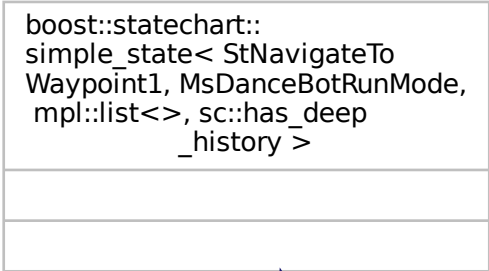 boost::statechart::
simple_state< StNavigateTo
Waypoint1, MsDanceBotRunMode,
mpl::list<>, sc::has_deep
_history >